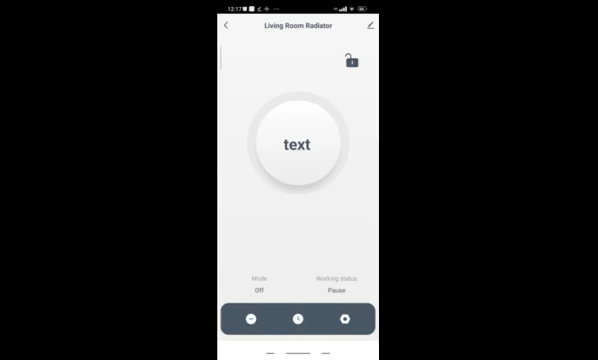 12:17
Living Room Radiator
text
Mode
Working status
Off
Pause